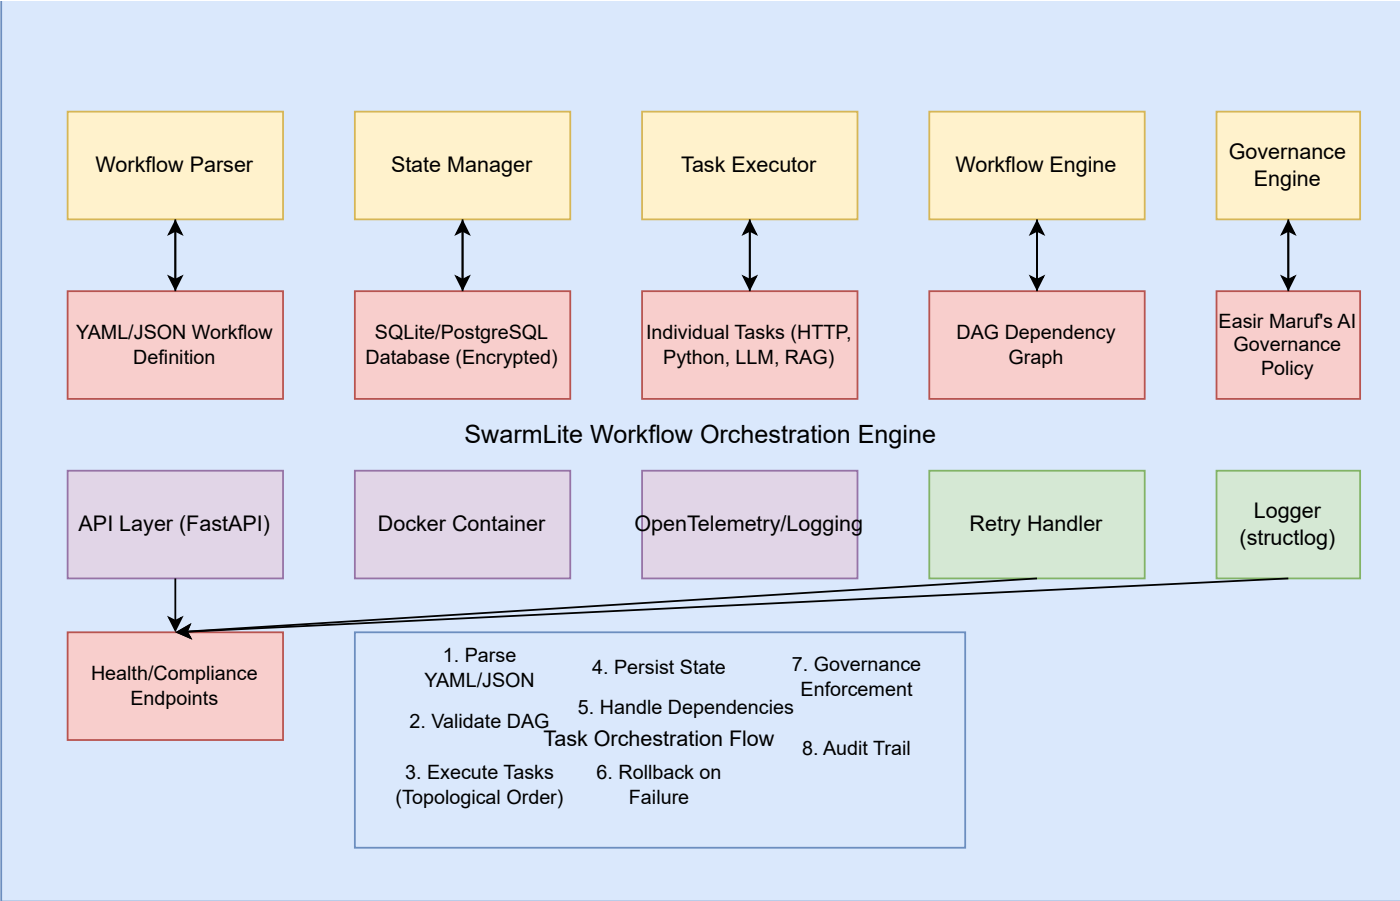 Workflow Parser
State Manager
Task Executor
Workflow Engine
Governance
Engine
YAML/JSON Workflow
Definition
SQLite/PostgreSQL
Database (Encrypted)
Individual Tasks (HTTP,
Python, LLM, RAG)
DAG Dependency
Graph
Easir Maruf's AI
Governance
Policy
SwarmLite Workflow Orchestration Engine
API Layer (FastAPI)
Docker Container
OpenTelemetry/Logging
Retry Handler
Logger
(structlog)
Health/Compliance
Endpoints
1. Parse
YAML/JSON
2. Validate DAG
3. Execute Tasks
(Topological Order)
4. Persist State
5. Handle Dependencies
Task Orchestration Flow
6. Rollback on
Failure
7. Governance
Enforcement
8. Audit Trail